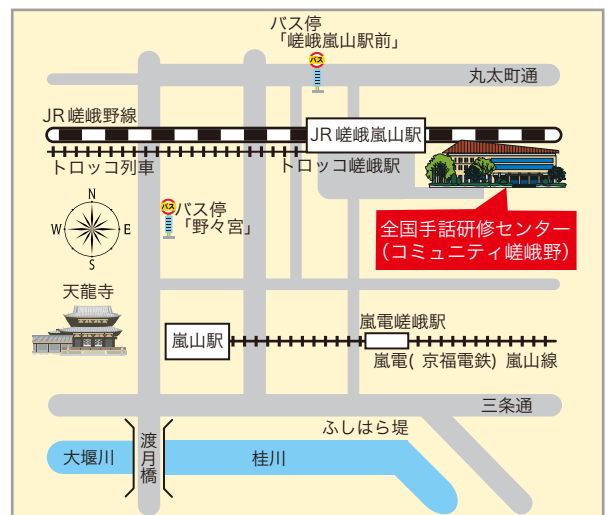 バス停
「嵯峨嵐山駅前」
バス
丸太町通
JR嵯峨野線
JR嵯峨嵐山駅
トロッコ列車
トロッコ嵯峨駅
N
W
E
S
バス
バス停
「野々宮」
全国手話研修センター
(コミュニティ嵯峨野)
天龍寺
嵐山駅
嵐電嵯峨駅
嵐電( 京福電鉄) 嵐山線
三条通
ふしはら堤
大堰川
渡月橋
桂川